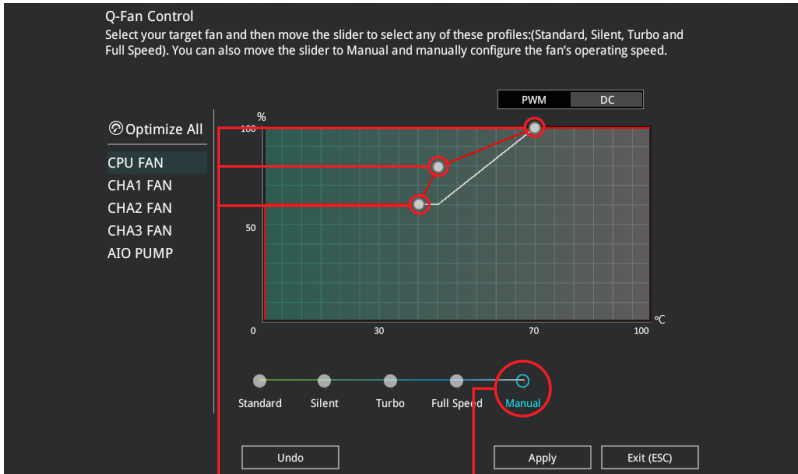 Q-Fan Control
Select your target fan and then move the slider to select any of these profiles:(Standard, Silent, Turbo and
Full Speed). You can also move the slider to Manual and manually configure the fan's operating speed.
PWM DC
%
Optimize All
100
CPU FAN
CHA1 FAN
CHA2 FAN
CHA3 FAN
50
AIO PUMP
ºC
0 30 70 100
Standard Silent Turbo Full Speed Manual
Undo Apply Exit (ESC)